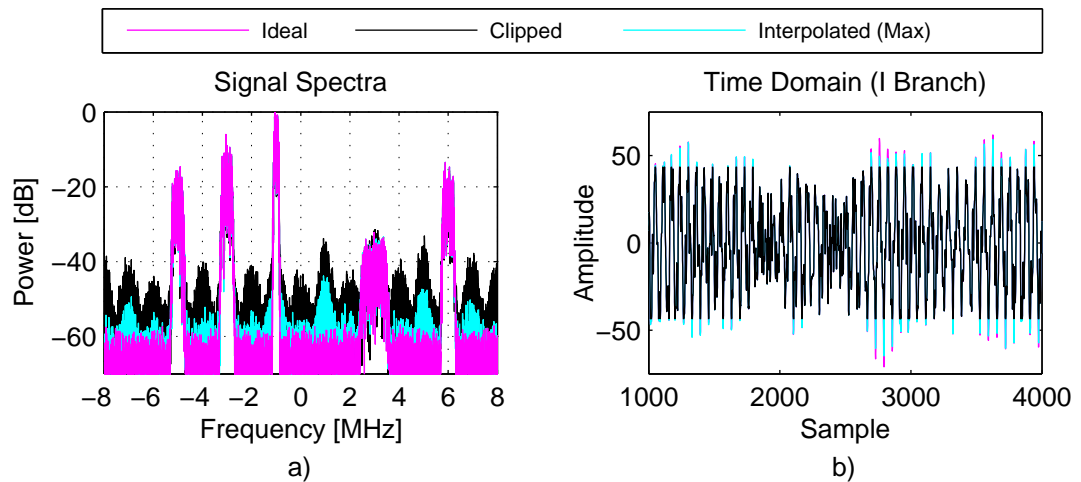 Ideal Clipped Interpolated (Max)
Signal Spectra
Time Domain (I Branch)
0
−20
−40
−60
Power [dB]
−8 −6 −4 −2 0 2 4 6 8
Frequency [MHz]
a)
50
0
−50
Amplitude
1000 2000 3000 4000
Sample
b)